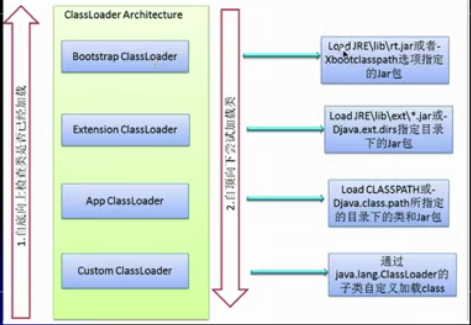 ClassLoader Architecture
Bootstrap ClassLoader
Extension ClassLoader
App ClassLoader
Custom ClassLoader
1.自底向上检查类是否已经加载
2.自顶向下尝试加载类
Load JRE\lib\rt.jar或者-
Xbootclasspath选项指定
的Jar包
Load JRE\lib\ext\*.jar或-
Djava.ext.dirs指定目录
下的Jar包
Load CLASSPATH或-
Djava.class.path所指定
的目录下的类和Jar包
通过
java.lang.ClassLoader的
子类自定义加载class